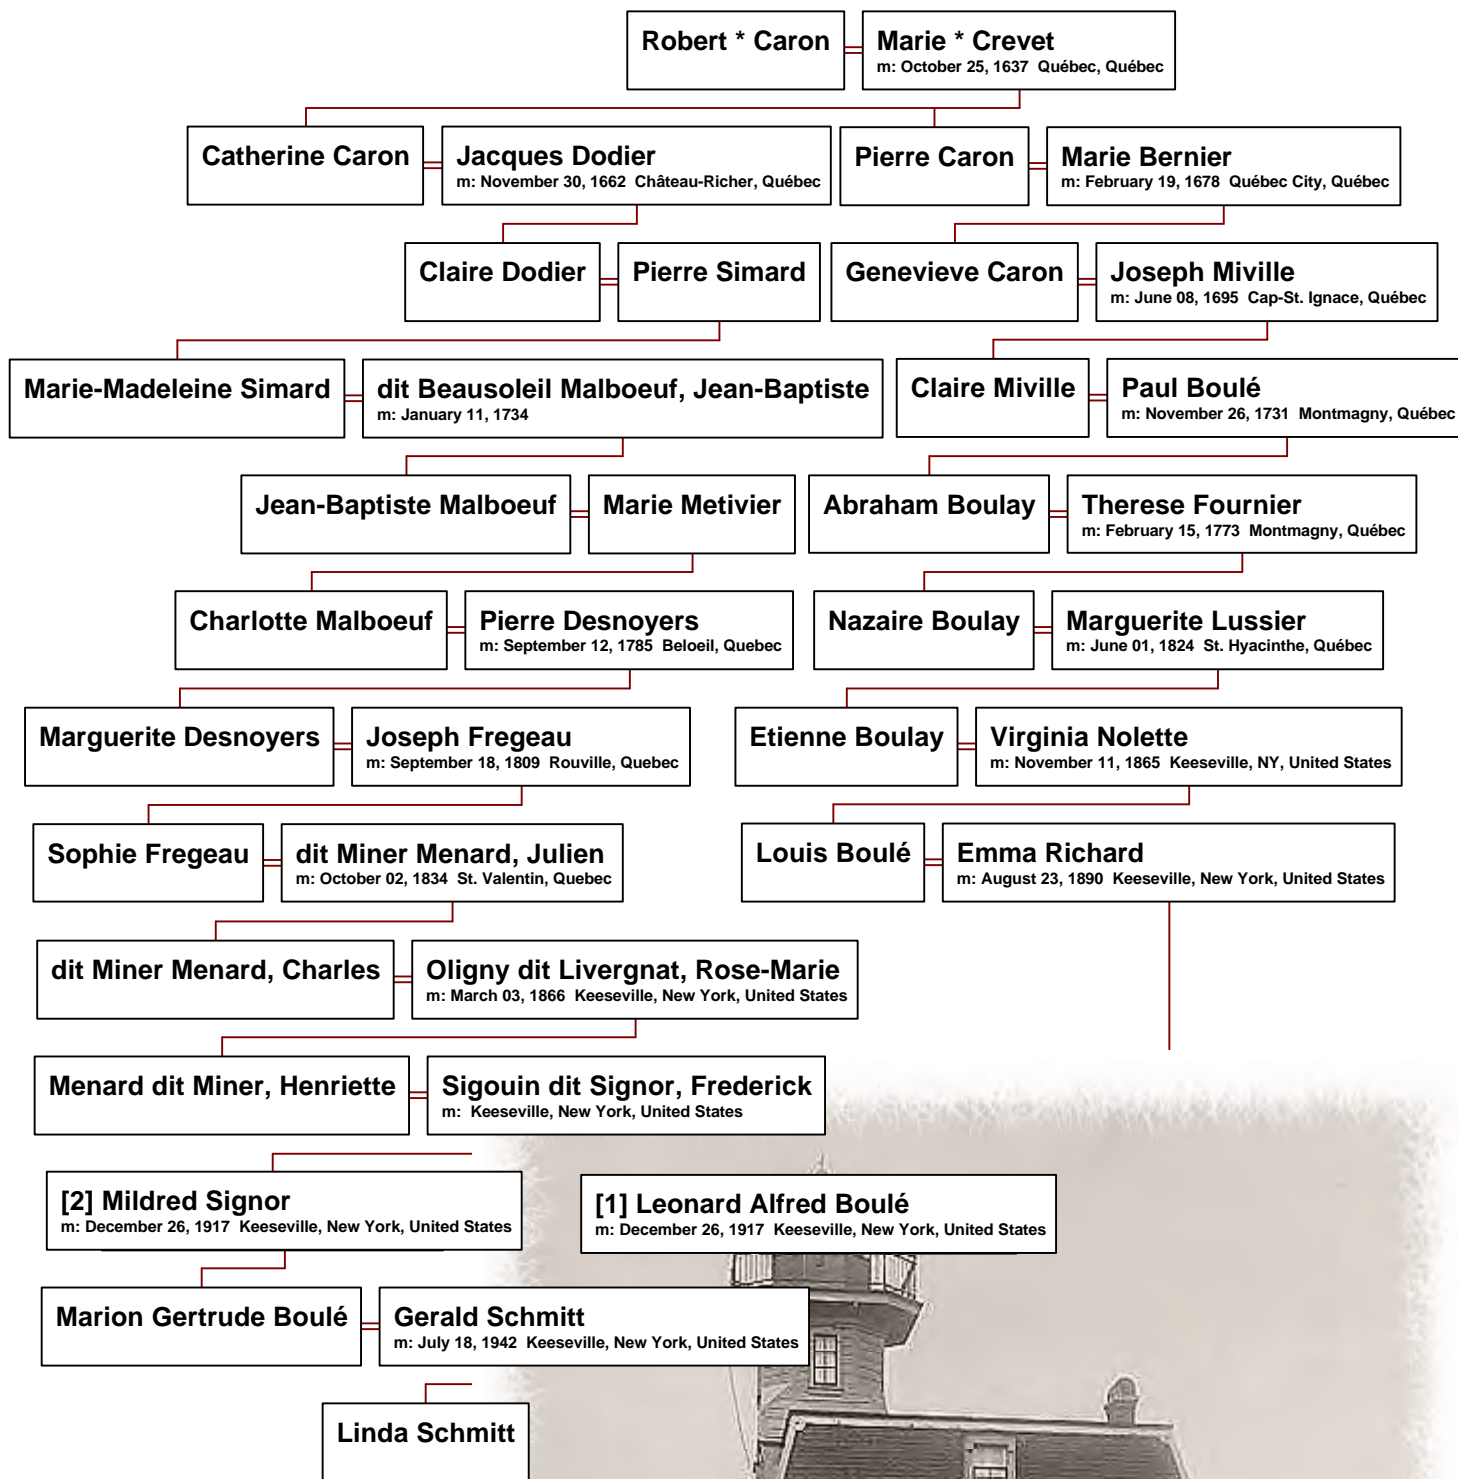 Robert * Caron
Marie * Crevet
m: October 25, 1637 Québec, Québec
Catherine Caron
Jacques Dodier
m: November 30, 1662 Château-Richer, Québec
Pierre Caron
Marie Bernier
m: February 19, 1678 Québec City, Québec
Claire Dodier
Pierre Simard
Genevieve Caron
Joseph Miville
m: June 08, 1695 Cap-St. Ignace, Québec
Marie-Madeleine Simard
dit Beausoleil Malboeuf, Jean-Baptiste
m: January 11, 1734
Claire Miville
Paul Boulé
m: November 26, 1731 Montmagny, Québec
Jean-Baptiste Malboeuf
Marie Metivier
Abraham Boulay
Therese Fournier
m: February 15, 1773 Montmagny, Québec
Charlotte Malboeuf
Pierre Desnoyers
m: September 12, 1785 Beloeil, Quebec
Nazaire Boulay
Marguerite Lussier
m: June 01, 1824 St. Hyacinthe, Québec
Marguerite Desnoyers
Joseph Fregeau
m: September 18, 1809 Rouville, Quebec
Etienne Boulay
Virginia Nolette
m: November 11, 1865 Keeseville, NY, United States
Sophie Fregeau
dit Miner Menard, Julien
m: October 02, 1834 St. Valentin, Quebec
Louis Boulé
Emma Richard
m: August 23, 1890 Keeseville, New York, United States
dit Miner Menard, Charles
Oligny dit Livergnat, Rose-Marie
m: March 03, 1866 Keeseville, New York, United States
Menard dit Miner, Henriette
Sigouin dit Signor, Frederick
m: Keeseville, New York, United States
[2] Mildred Signor
m: December 26, 1917 Keeseville, New York, United States
[1] Leonard Alfred Boulé
m: December 26, 1917 Keeseville, New York, United States
Marion Gertrude Boulé
Gerald Schmitt
m: July 18, 1942 Keeseville, New York, United States
Linda Schmitt